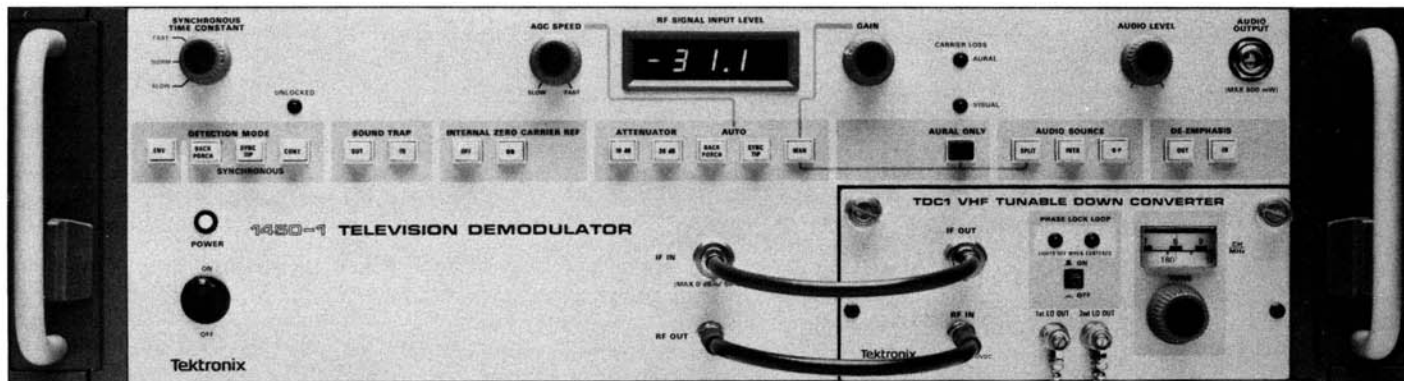 SYNCHRONOUS
TIME CONSTANT
FAST
NORM
SLOW
UNLOCKED
AGC SPEED
SLOW FAST
RF SIGNAL INPUT LEVEL
-31.1
GAIN
CARRIER LOSS
AURAL
VISUAL
AUDIO LEVEL
AUDIO
OUTPUT
(MAX 500 mW)
DETECTION MODE
ENV
BACK
PORCH
SYNC
TIP
CONT
SYNCHRONOUS
SOUND TRAP
OUT
IN
INTERNAL ZERO CARRIER REF
OFF
ON
ATTENUATOR
10 dB
20 dB
AUTO
BACK
PORCH
SYNC
TIP
MAN
AURAL ONLY
AUDIO SOURCE
SPLIT
INTER
DE-EMPHASIS
OUT
IN
POWER
ON
OFF
1450-1 TELEVISION DEMODULATOR
Tektronix
IF IN
RF OUT
TDC1 VHF TUNABLE DOWN CONVERTER
IF OUT
RF IN
PHASE LOCK LOOP
ON
OFF
1st LO OUT 2nd LO OUT
CH
MHz
180
Tektronix